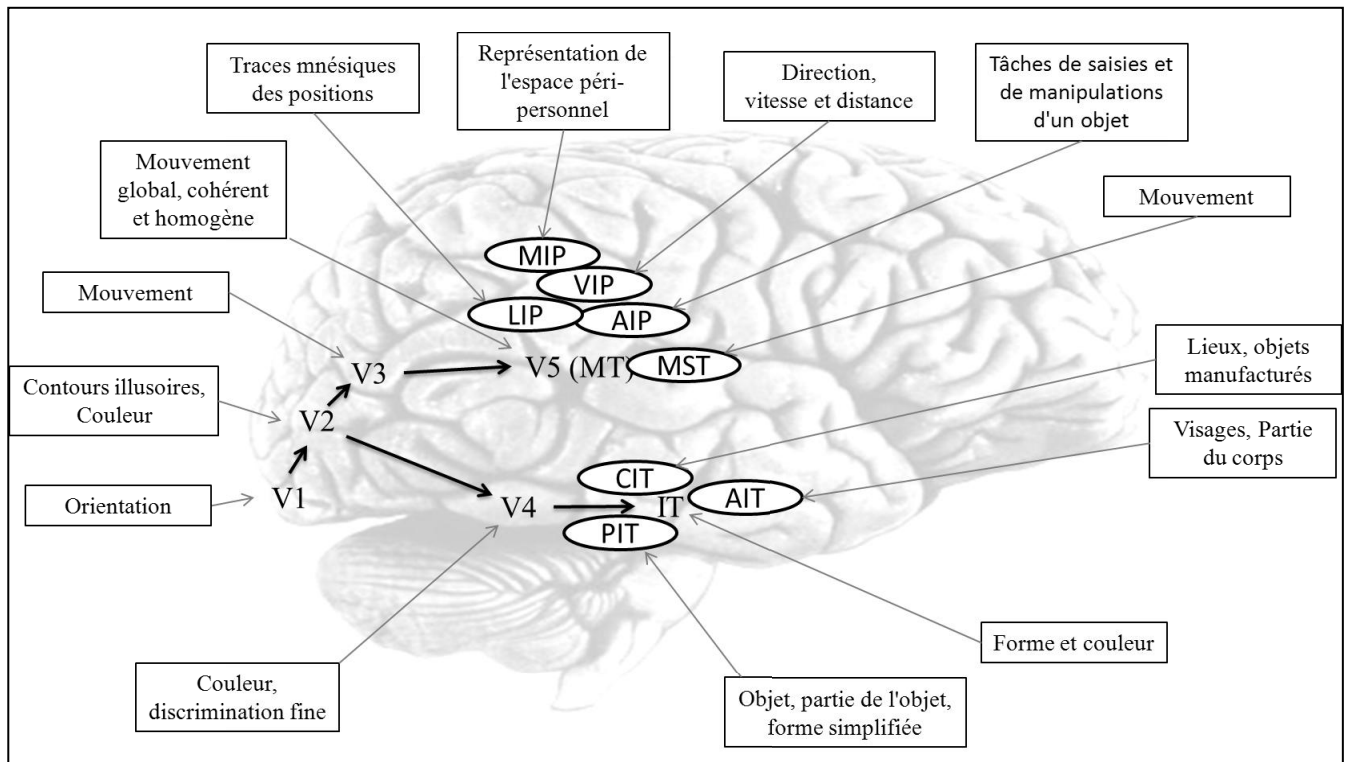 Traces mnésiques
des positions
Représentation de
l'espace péri-
personnel
Direction,
vitesse et distance
Tâches de saisies et
de manipulations
d'un objet
Mouvement
global, cohérent
et homogène
Mouvement
Mouvement
Contours illusoires,
Couleur
Orientation
MIP
VIP
LIP
AIP
V3
V5 (MT)
MST
V2
V1
V4
CIT
IT
AIT
PIT
Lieux, objets
manufacturés
Visages, Partie
du corps
Forme et couleur
Couleur,
discrimination fine
Objet, partie de l'objet,
forme simplifiée